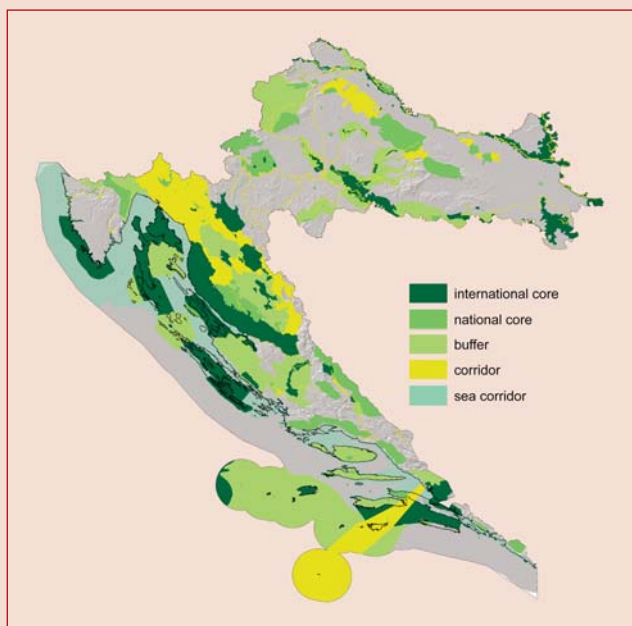 international core
national core
buffer
corridor
sea corridor